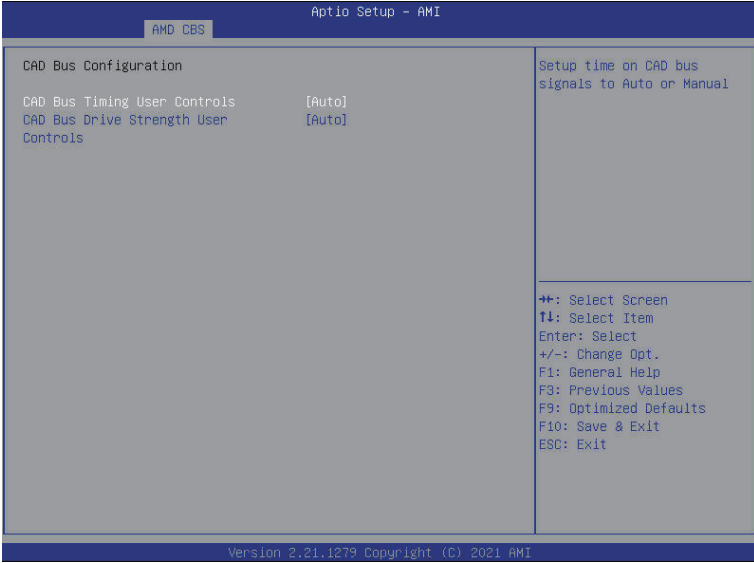 Aptio Setup – AMI
AMD CBS
CAD Bus Configuration
CAD Bus Timing User Controls [Auto]
CAD Bus Drive Strength User [Auto]
Controls
Setup time on CAD bus
signals to Auto or Manual
→←: Select Screen
↑↓: Select Item
Enter: Select
+/-: Change Opt.
F1: General Help
F3: Previous Values
F9: Optimized Defaults
F10: Save & Exit
ESC: Exit
Version 2.21.1279 Copyright (C) 2021 AMI